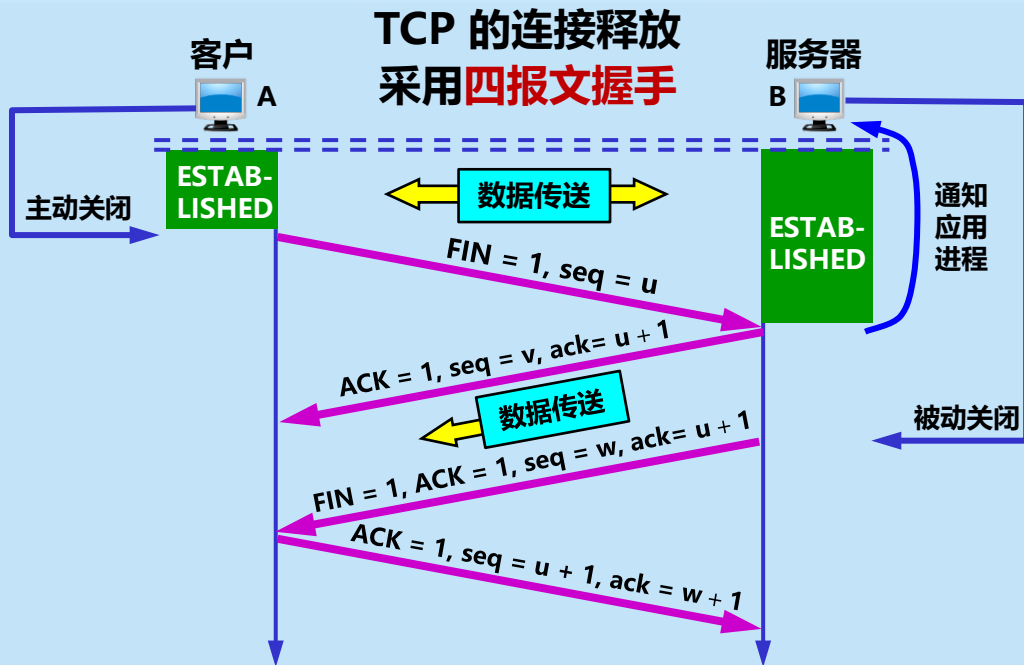 TCP 的连接释放
采用四报文握手
客户
服务器
A
B
ESTAB-
LISHED
数据传送
ESTAB-
LISHED
主动关闭
通知
应用
进程
FIN = 1, seq = u
ACK = 1, seq = v, ack= u + 1
数据传送
被动关闭
FIN = 1, ACK = 1, seq = w, ack= u + 1
ACK = 1, seq = u + 1, ack = w + 1